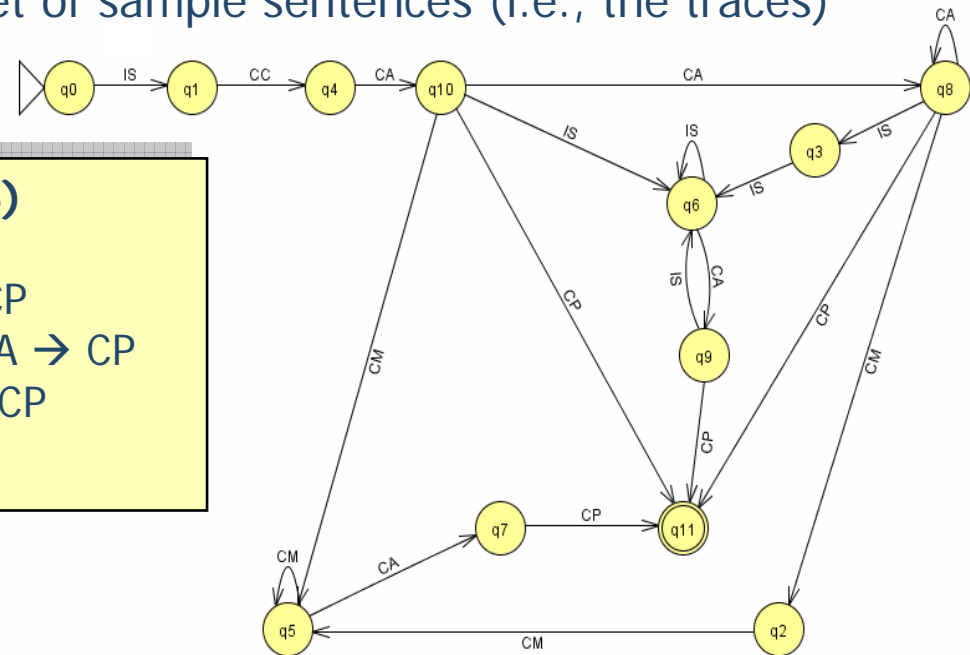 et of sample sentences (i.e., the traces)
CA
q0 IS q1 CC q4 CA q10 CA q8
IS IS q3 IS
)
q6 IS
CP
A → CP
CP
IS CA
CP CP
CM q9 CM
CP
q7 CP q11
CM CA
q5 CM q2